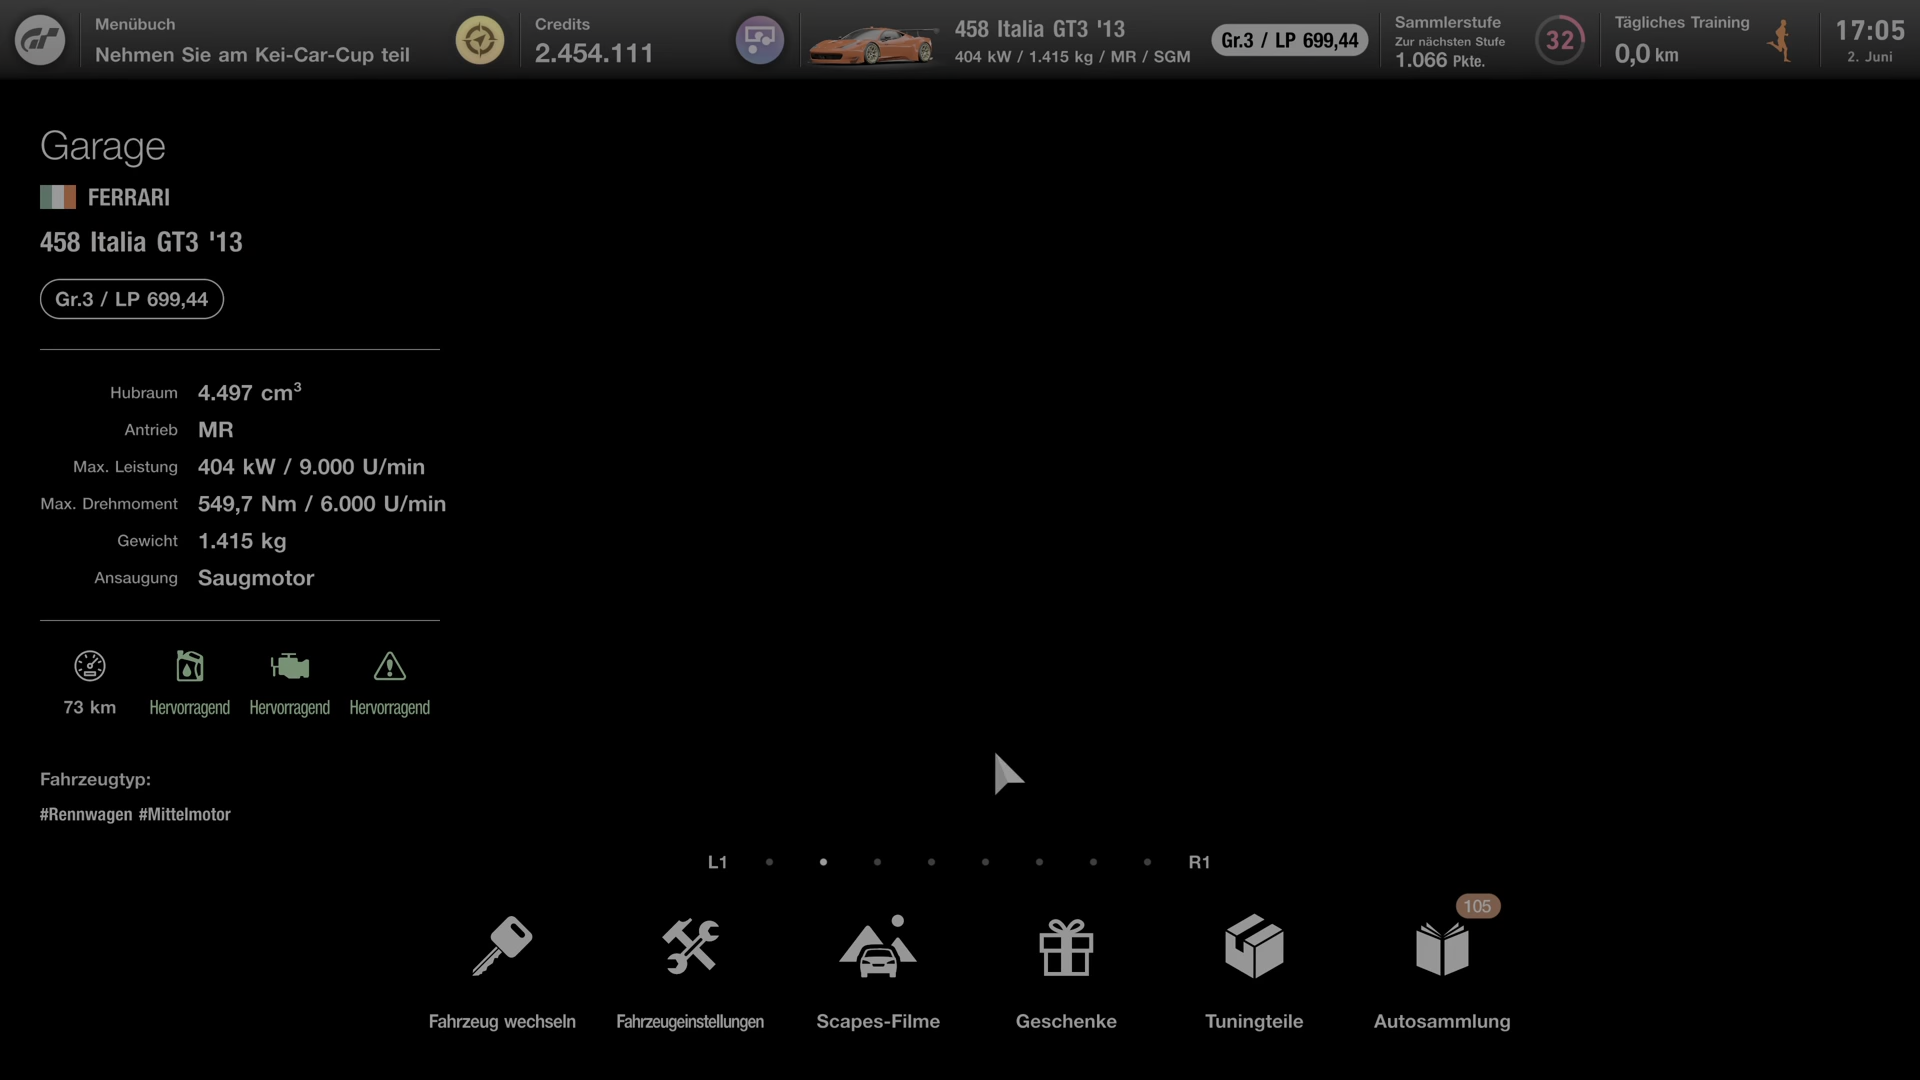 Menübuch
Nehmen Sie am Kei-Car-Cup teil
Credits
2.454.111
458 Italia GT3 '13
404 kW / 1.415 kg / MR / SGM
Gr.3 / LP 699,44
Sammlerstufe
Zur nächsten Stufe
1.066 Pkte.
32
Tägliches Training
0,0 km
17:05
2. Juni
Garage
FERRARI
458 Italia GT3 '13
Gr.3 / LP 699,44
Hubraum 4.497 cm³
Antrieb MR
Max. Leistung 404 kW / 9.000 U/min
Max. Drehmoment 549,7 Nm / 6.000 U/min
Gewicht 1.415 kg
Ansaugung Saugmotor
73 km Hervorragend Hervorragend Hervorragend
Fahrzeugtyp:
#Rennwagen #Mittelmotor
L1 R1
105
Fahrzeug wechseln Fahrzeugeinstellungen Scapes-Filme Geschenke Tuningteile Autosammlung